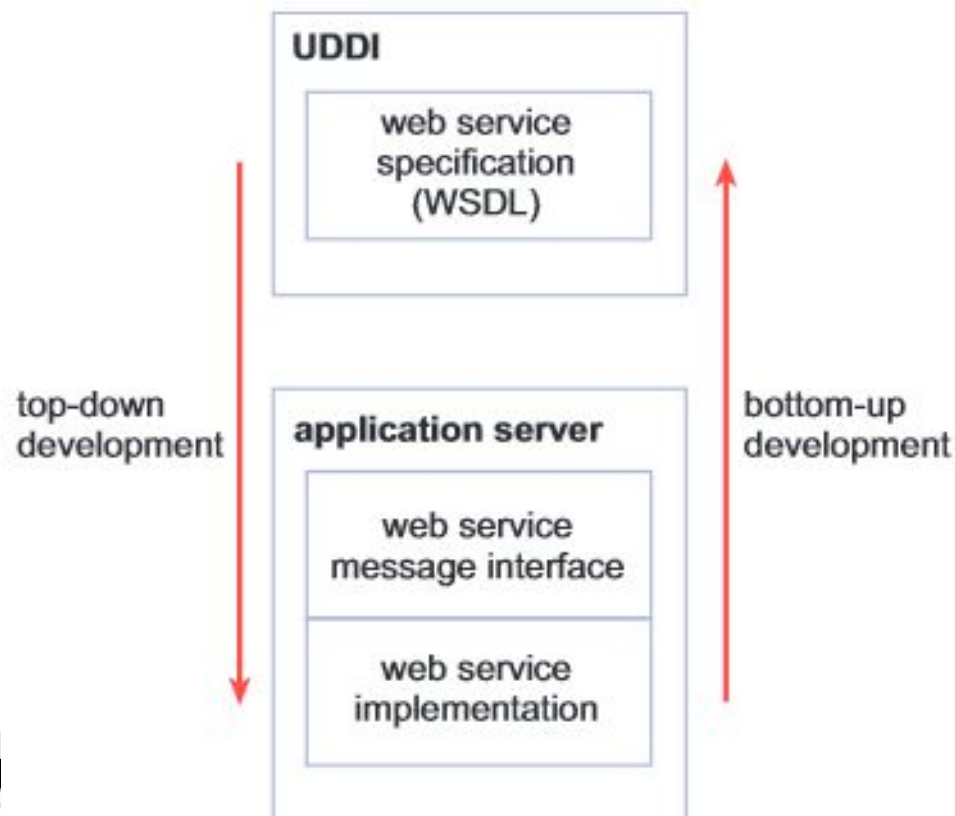 UDDI
web service
specification
(WSDL)
top-down
development
bottom-up
development
application server
web service
message interface
web service
implementation